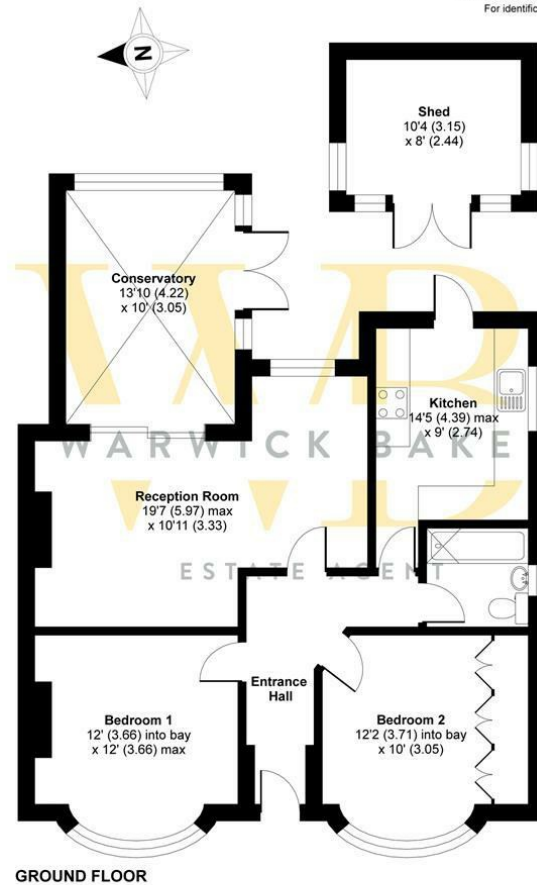 For identific
N
Shed
10'4 (3.15)
x 8' (2.44)
Conservatory
13'10 (4.22)
x 10' (3.05)
Kitchen
14'5 (4.39) max
x 9' (2.74)
WB
WARWICK BAKE
ESTATE AGENT
Reception Room
19'7 (5.97) max
x 10'11 (3.33)
Entrance
Hall
Bedroom 1
12' (3.66) into bay
x 12' (3.66) max
Bedroom 2
12'2 (3.71) into bay
x 10' (3.05)
GROUND FLOOR